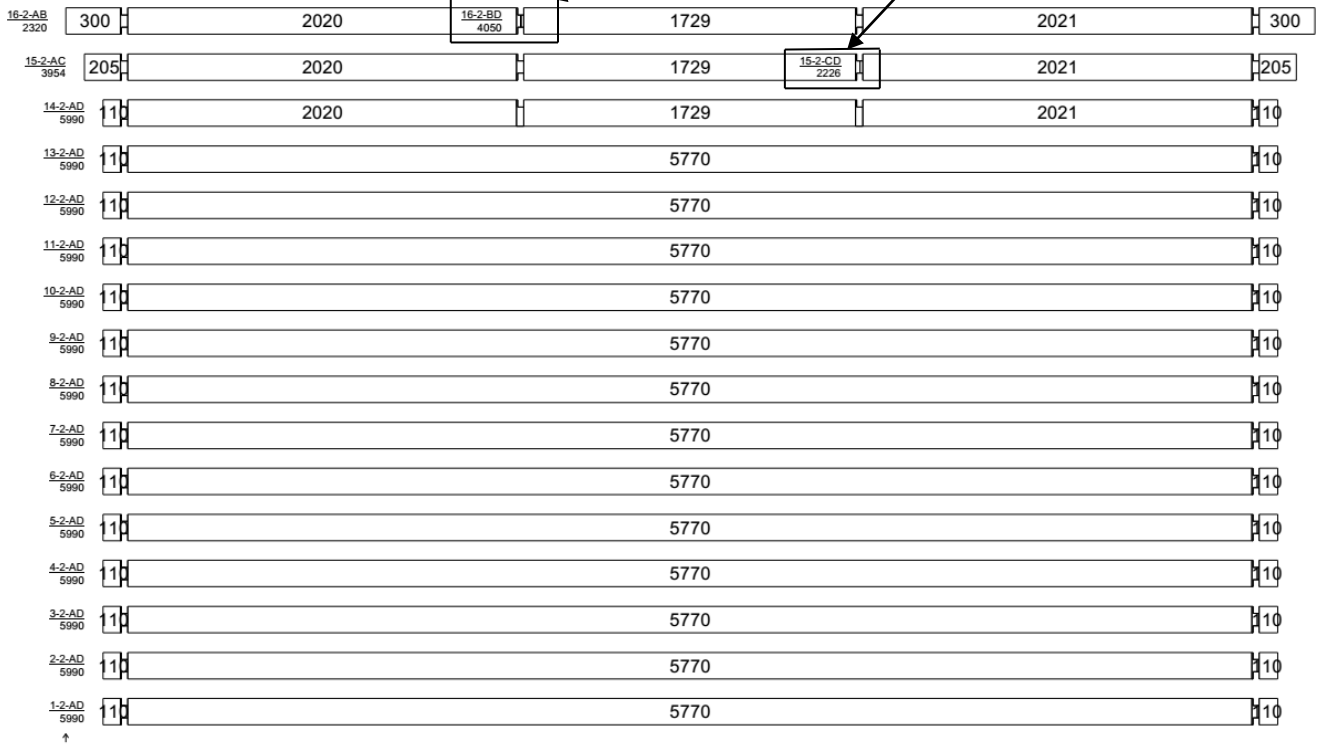 16-2-AB 300 2020 16-2-BD 1729 2021 300
2320 4050
15-2-AC 205 2020 1729 15-2-CD 2021 205
3954 2226
14-2-AD 110 2020 1729 2021 110
5990
13-2-AD 110 5770 110
5990
12-2-AD 110 5770 110
5990
11-2-AD 110 5770 110
5990
10-2-AD 110 5770 110
5990
9-2-AD 110 5770 110
5990
8-2-AD 110 5770 110
5990
7-2-AD 110 5770 110
5990
6-2-AD 110 5770 110
5990
5-2-AD 110 5770 110
5990
4-2-AD 110 5770 110
5990
3-2-AD 110 5770 110
5990
2-2-AD 110 5770 110
5990
1-2-AD 110 5770 110
5990